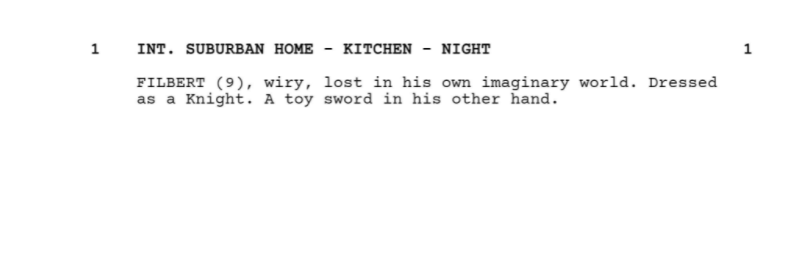 1 INT. SUBURBAN HOME - KITCHEN - NIGHT 1
FILBERT (9), wiry, lost in his own imaginary world. Dressed
as a Knight. A toy sword in his other hand.